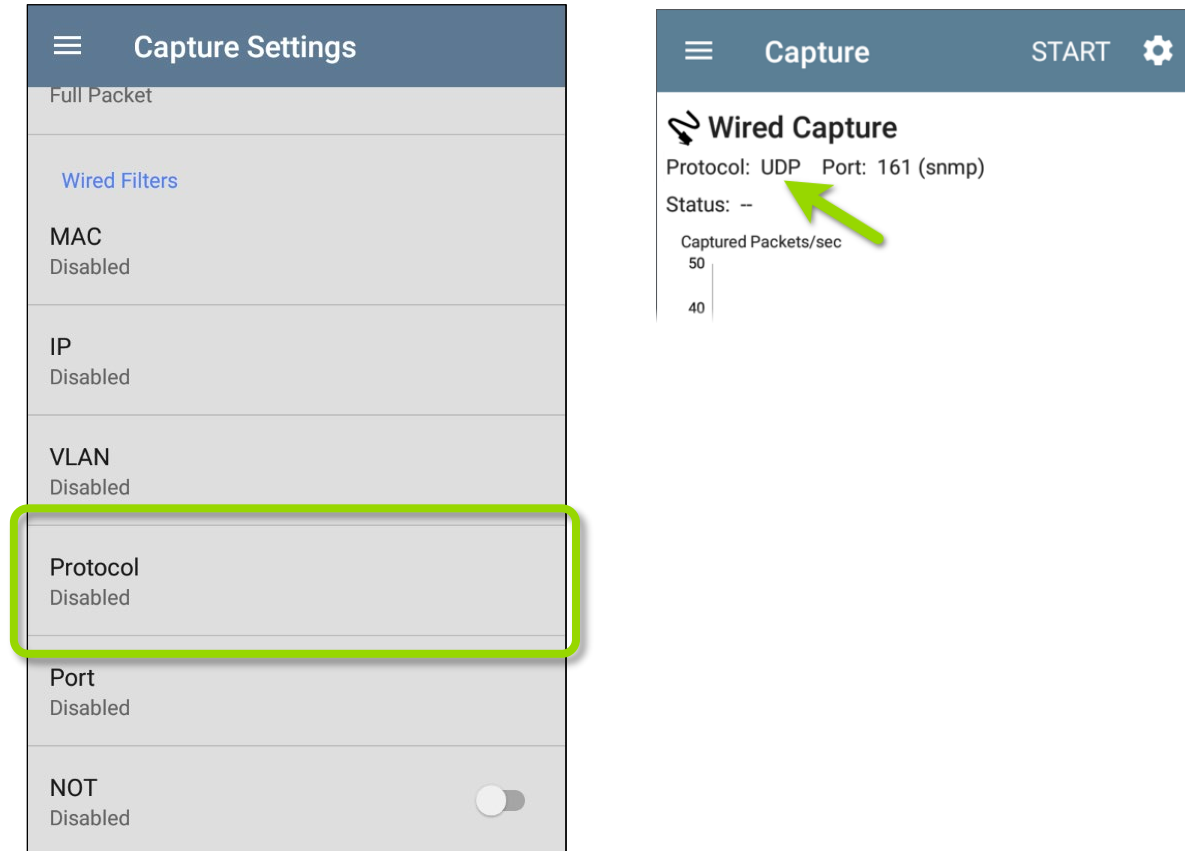 Capture Settings
Full Packet
Wired Filters
MAC
Disabled
IP
Disabled
VLAN
Disabled
Protocol
Disabled
Port
Disabled
NOT
Disabled
Capture START
Wired Capture
Protocol: UDP Port: 161 (snmp)
Status: --
Captured Packets/sec
50
40